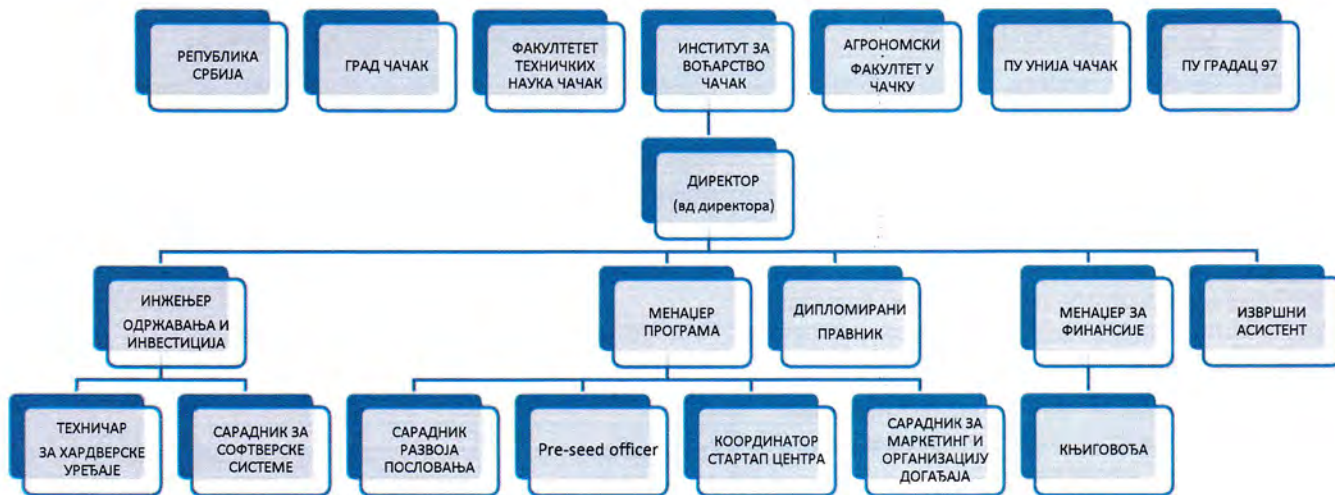 РЕПУБЛИКА
СРБИЈА
ГРАД ЧАЧАК
ФАКУЛТЕТЕТ
ТЕХНИЧКИХ
НАУКА ЧАЧАК
ИНСТИТУТ ЗА
ВОЋАРСТВО
ЧАЧАК
АГРОНОМСКИ
ФАКУЛТЕТ У
ЧАЧКУ
ПУ УНИЈА ЧАЧАК
ПУ ГРАДАЦ 97
ДИРЕКТОР
(вд директора)
ИНЖЕЊЕР
ОДРЖАВАЊА И
ИНВЕСТИЦИЈА
МЕНАЏЕР
ПРОГРАМА
ДИПЛОМИРАНИ
ПРАВНИК
МЕНАЏЕР ЗА
ФИНАНСИЈЕ
ИЗВРШНИ
АСИСТЕНТ
ТЕХНИЧАР
ЗА ХАРДВЕРСКЕ
УРЕЂАЈЕ
САРАДНИК ЗА
СОФТВЕРСКЕ
СИСТЕМЕ
САРАДНИК
РАЗВОЈА
ПОСЛОВАЊА
Pre-seed officer
КООРДИНАТОР
СТАРТАП ЦЕНТРА
САРАДНИК ЗА
МАРКЕТИНГ И
ОРГАНИЗАЦИЈУ
ДОГАЂАЈА
КЊИГОВОЂА